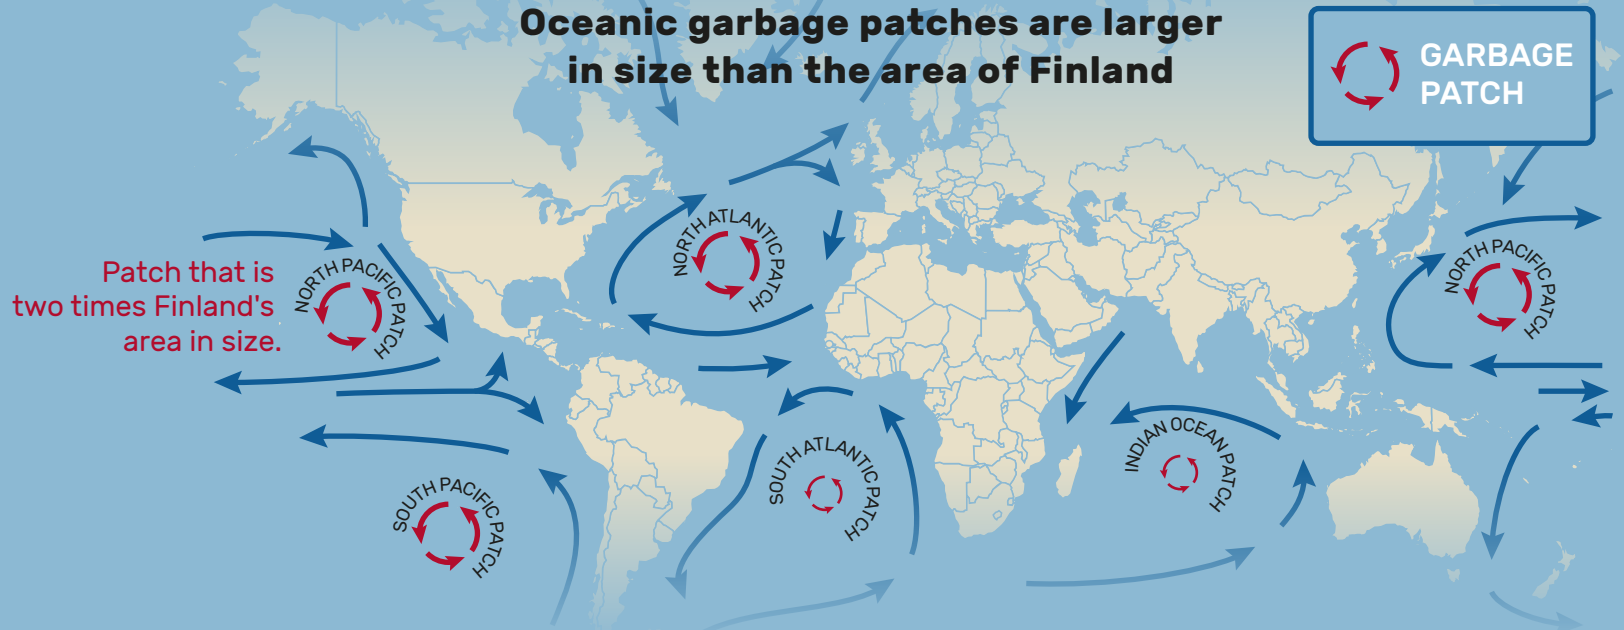 Oceanic garbage patches are larger
in size than the area of Finland
GARBAGE
PATCH
Patch that is
two times Finland's
area in size.
NORTH PACIFIC PATCH
NORTH ATLANTIC PATCH
NORTH PACIFIC PATCH
SOUTH PACIFIC PATCH
SOUTH ATLANTIC PATCH
INDIAN OCEAN PATCH